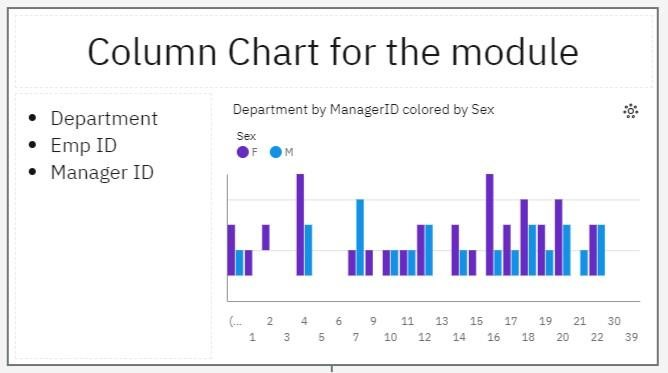 Column Chart for the module
Department
Emp ID
Manager ID
Department by ManagerID colored by Sex
Sex
F M
(... 2 4 6 9 11 13 15 17 19 21 30
1 3 5 7 10 12 14 16 18 20 22 39